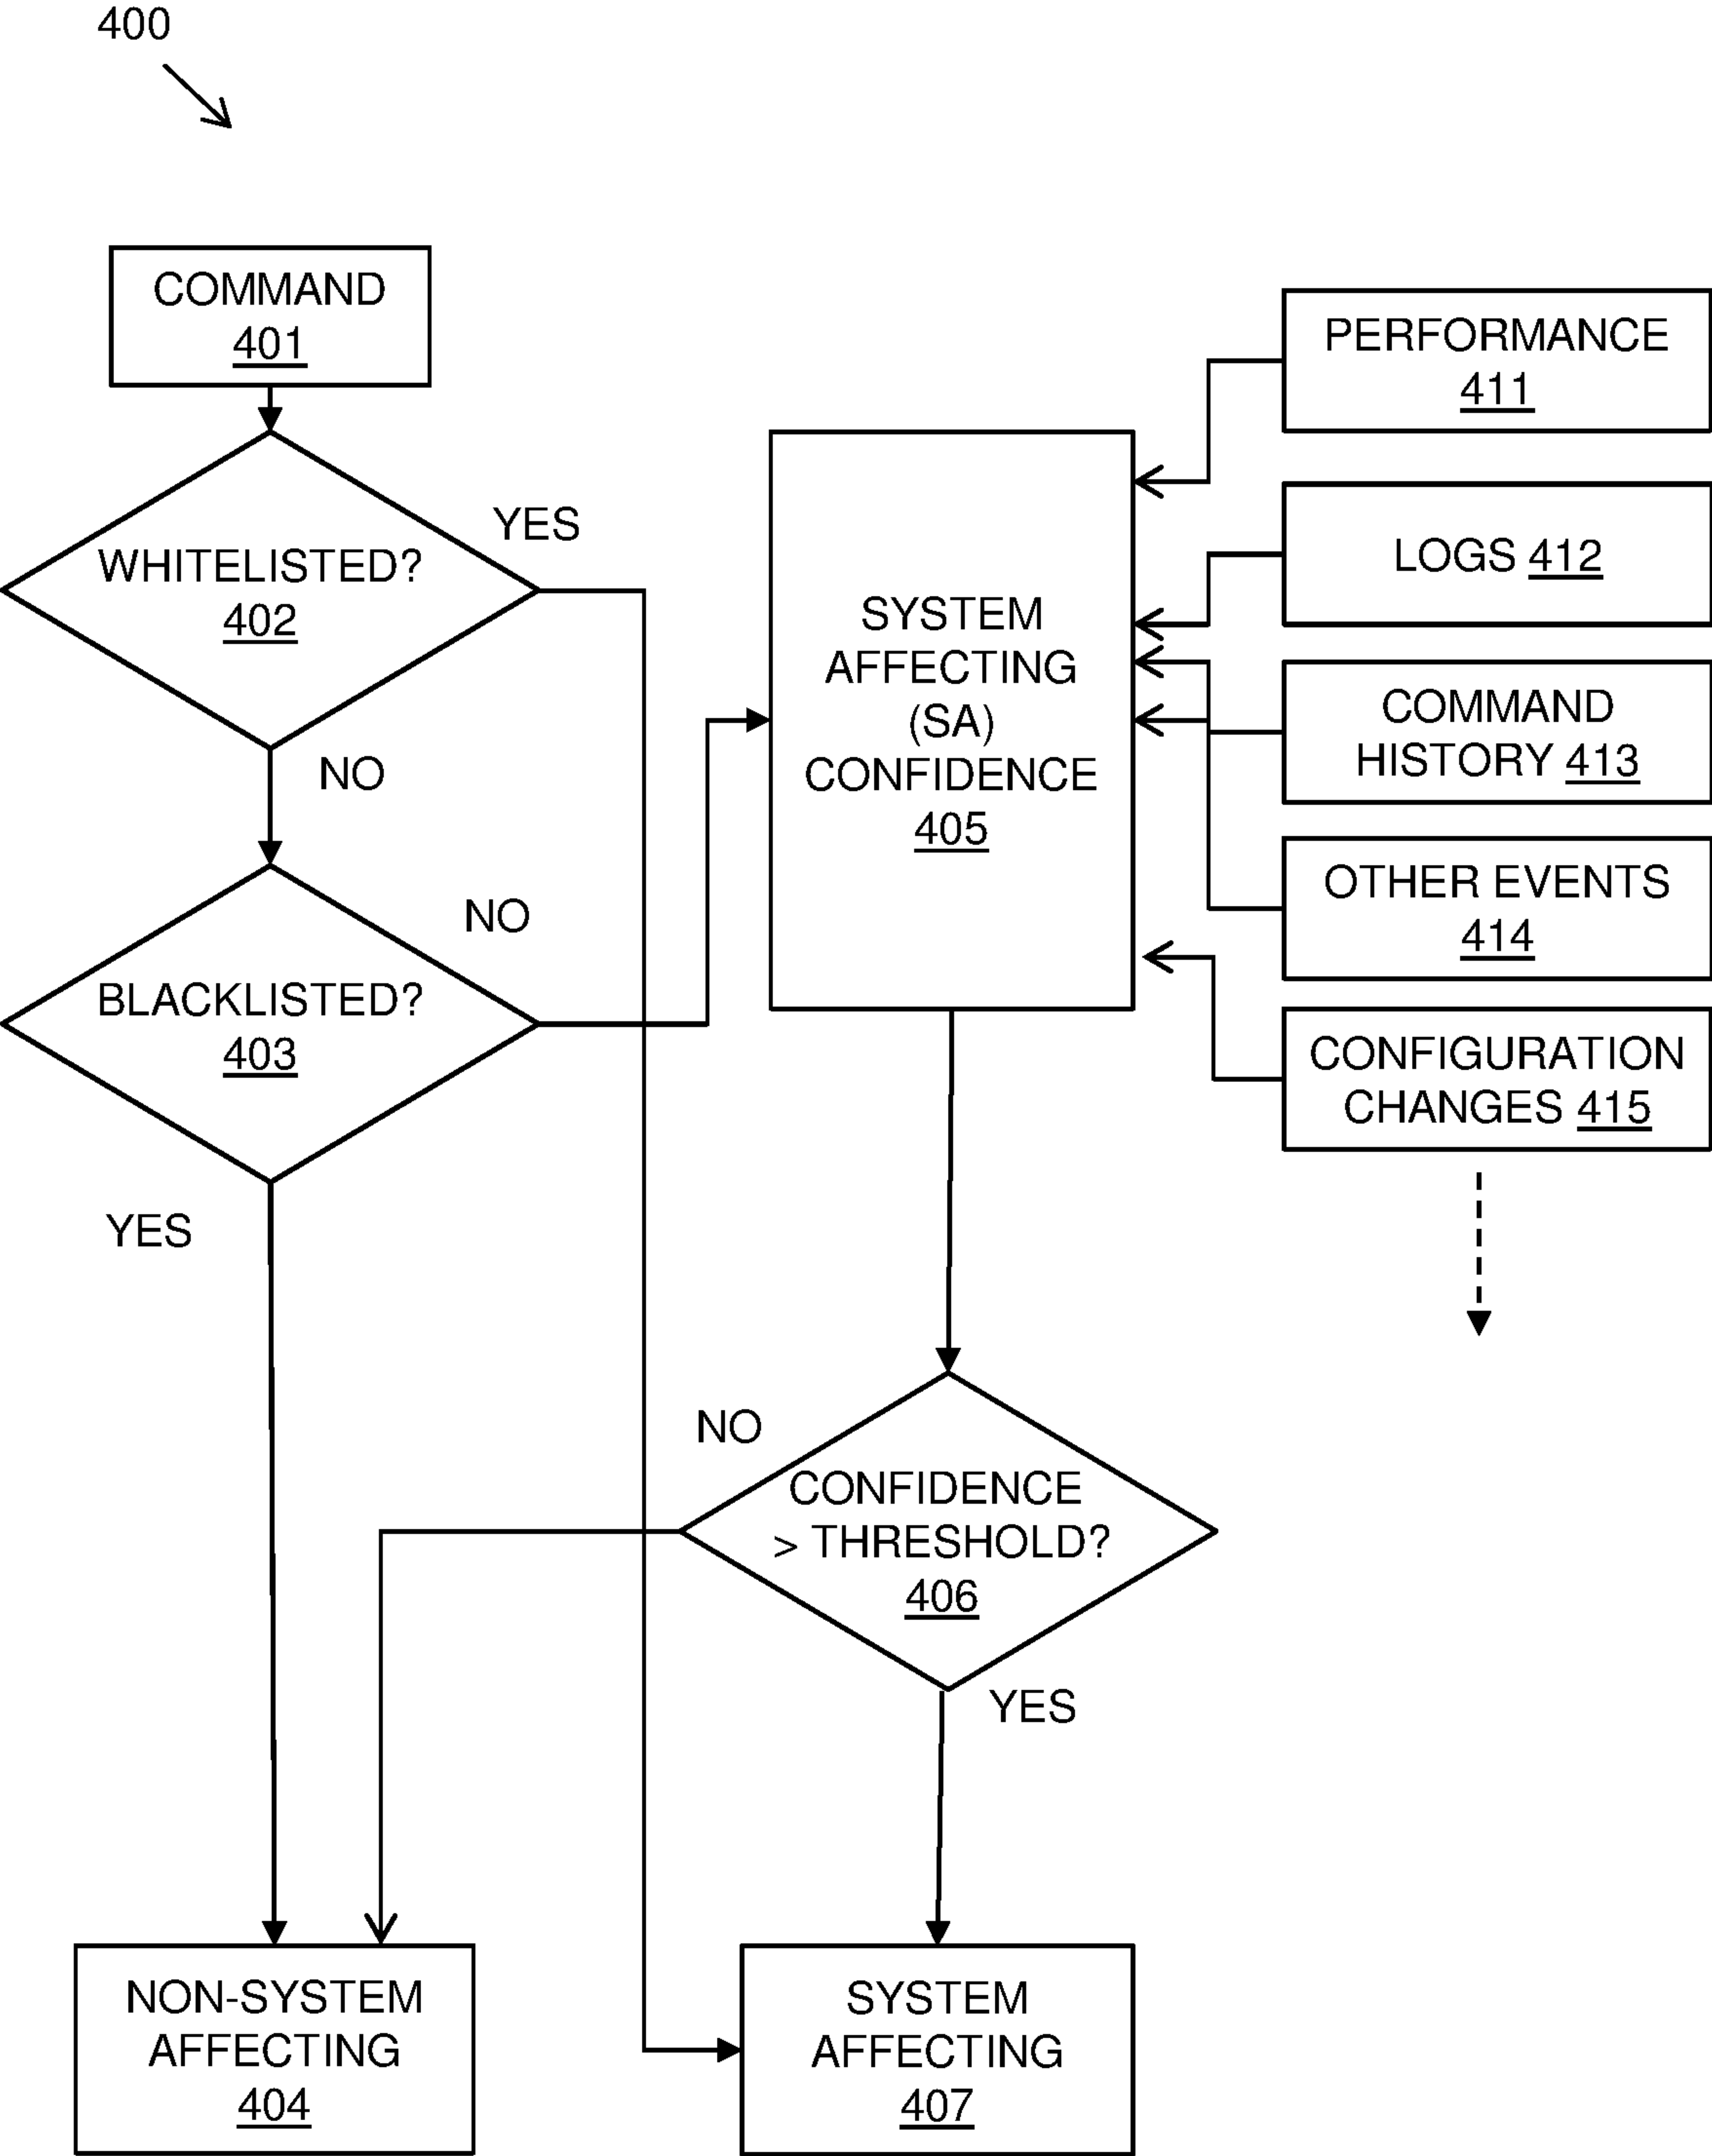 400
COMMAND
401
WHITELISTED?
402
YES
NO
BLACKLISTED?
403
NO
YES
SYSTEM
AFFECTING
(SA)
CONFIDENCE
405
PERFORMANCE
411
LOGS 412
COMMAND
HISTORY 413
OTHER EVENTS
414
CONFIGURATION
CHANGES 415
NO
CONFIDENCE
> THRESHOLD?
406
YES
NON-SYSTEM
AFFECTING
404
SYSTEM
AFFECTING
407